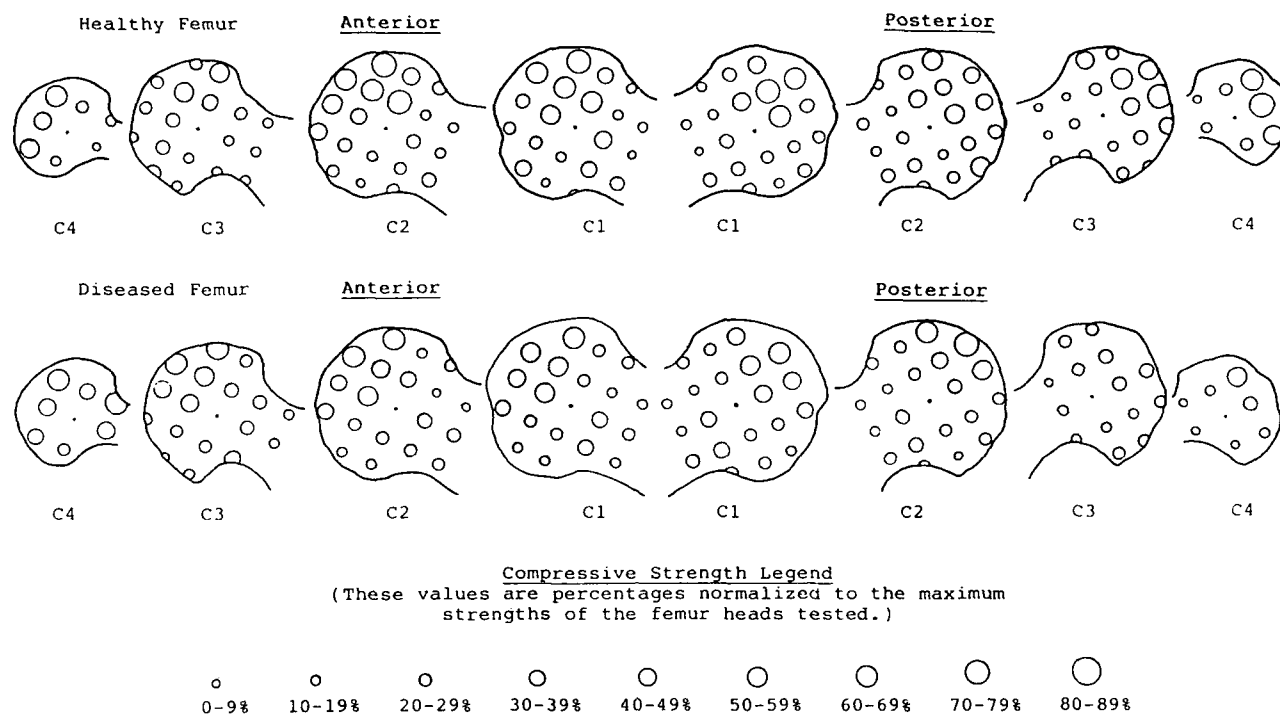 Healthy Femur Anterior Posterior
C4 C3 C2 C1 C1 C2 C3 C4
Diseased Femur Anterior Posterior
C4 C3 C2 C1 C1 C2 C3 C4
Compressive Strength Legend
(These values are percentages normalized to the maximum
strengths of the femur heads tested.)
0-9% 10-19% 20-29% 30-39% 40-49% 50-59% 60-69% 70-79% 80-89%